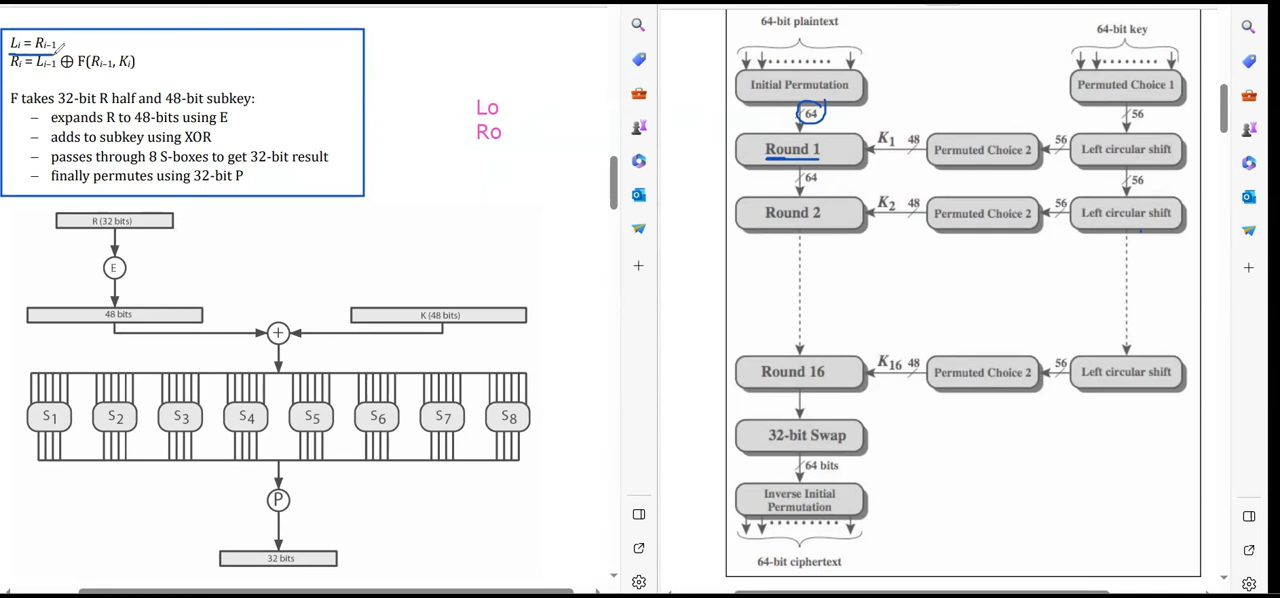 Li = Ri–1
Ri = Li–1 ⊕ F(Ri–1, Ki)
F takes 32-bit R half and 48-bit subkey:
– expands R to 48-bits using E
– adds to subkey using XOR
– passes through 8 S-boxes to get 32-bit result
– finally permutes using 32-bit P
Lo
Ro
R (32 bits)
E
48 bits
K (48 bits)
+
S1 S2 S3 S4 S5 S6 S7 S8
P
32 bits
64-bit plaintext
64-bit key
Initial Permutation
Permuted Choice 1
64
56
Round 1
K1 48
Permuted Choice 2
56
Left circular shift
64
56
Round 2
K2 48
Permuted Choice 2
56
Left circular shift
Round 16
K16 48
Permuted Choice 2
56
Left circular shift
32-bit Swap
64 bits
Inverse Initial
Permutation
64-bit ciphertext